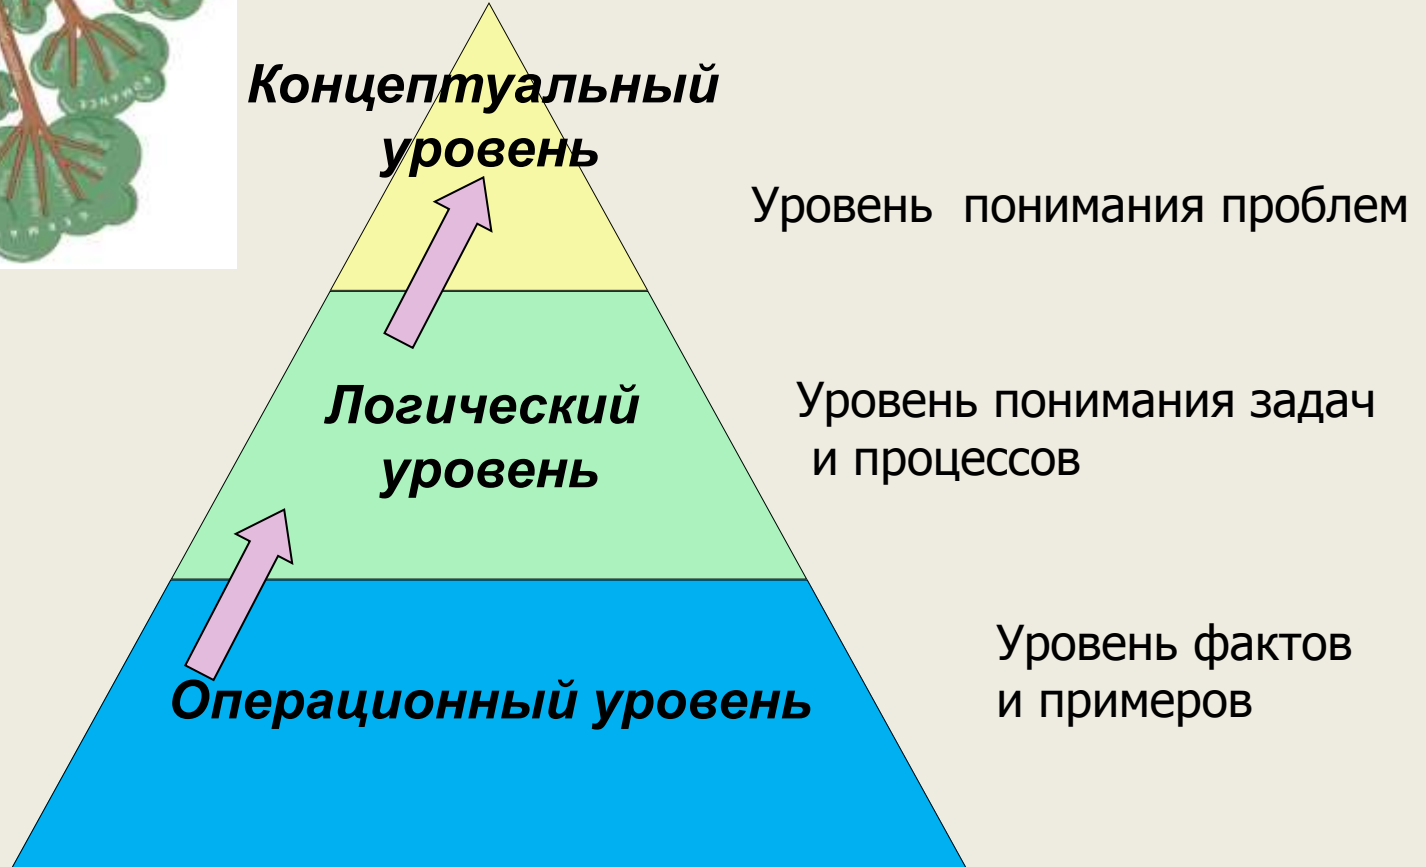 Концептуальный
уровень
Уровень понимания проблем
Логический
уровень
Уровень понимания задач
и процессов
Операционный уровень
Уровень фактов
и примеров